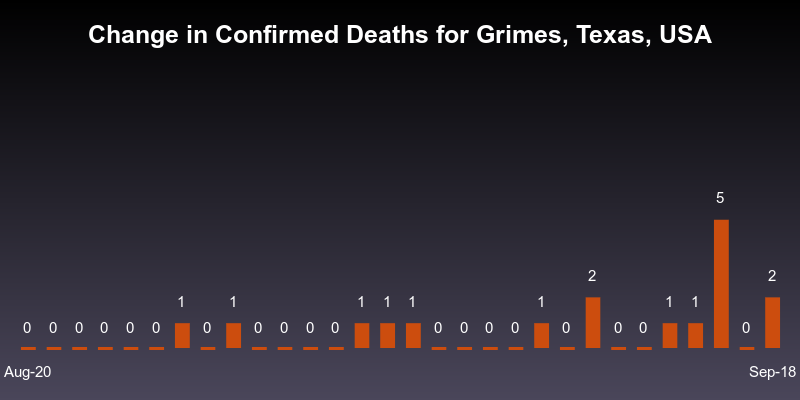 Change in Confirmed Deaths for Grimes, Texas, USA
5
2 2
1 1 1 1 1 1 1 1
0 0 0 0 0 0 0 0 0 0 0 0 0 0 0 0 0 0 0
Aug-20 Sep-18